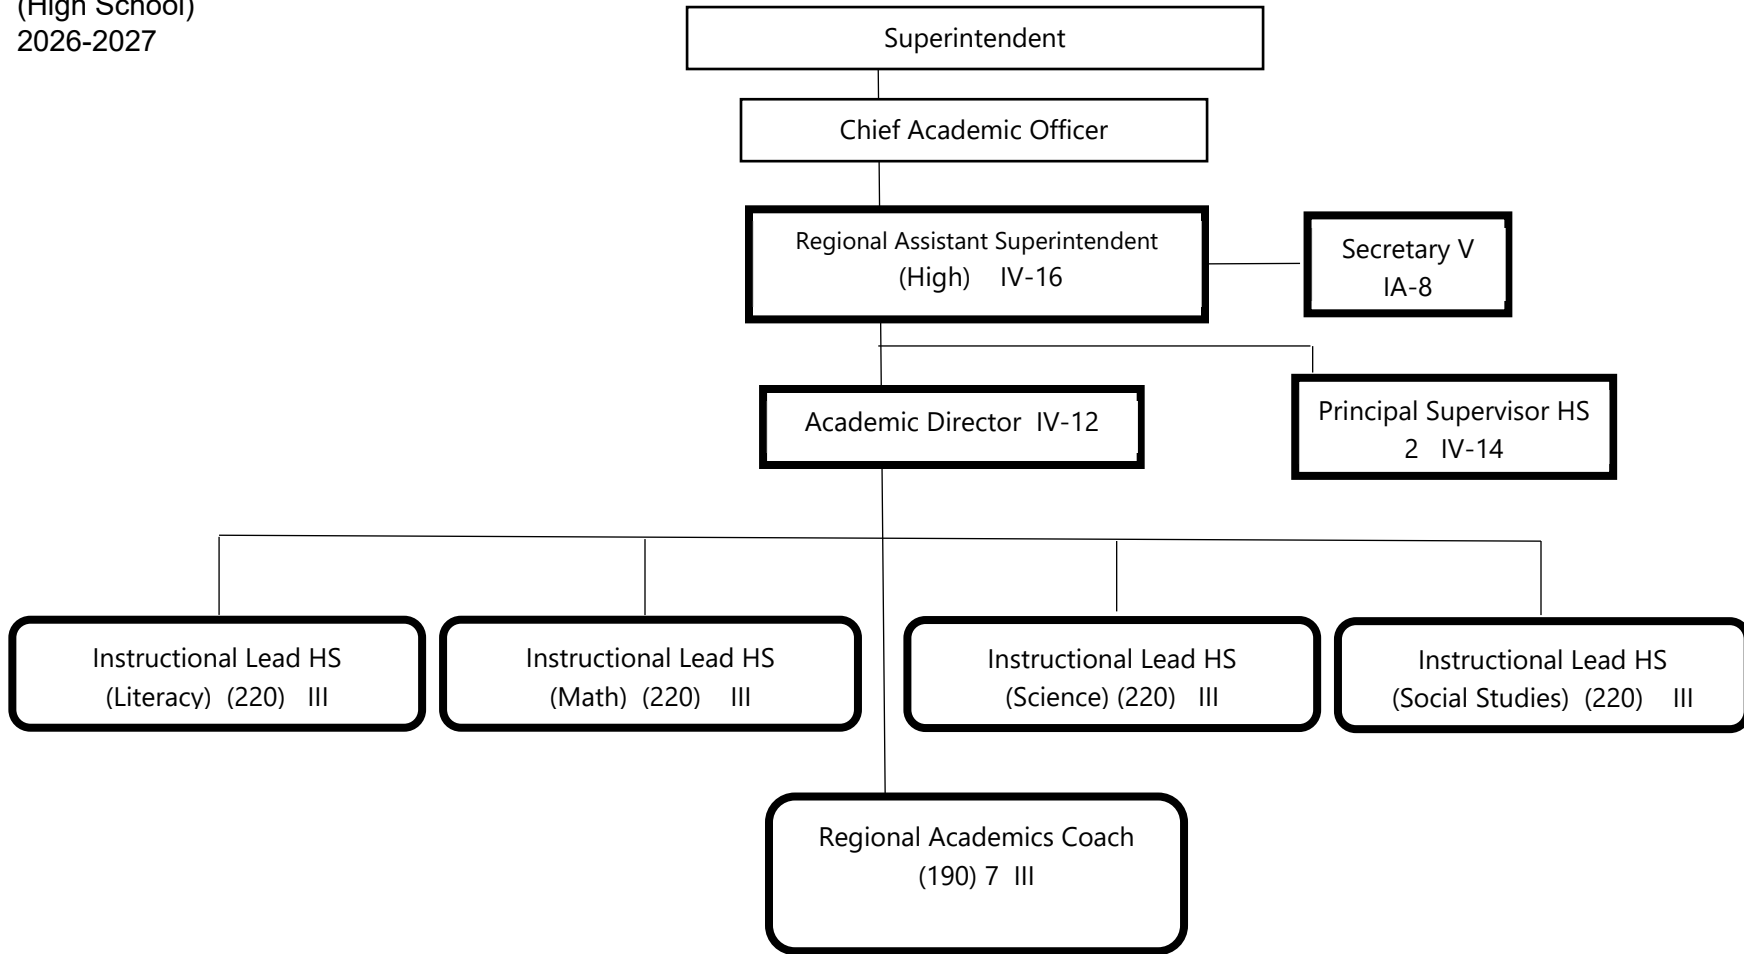 (High School)
2026-2027
Superintendent
Chief Academic Officer
Regional Assistant Superintendent
(High) IV-16
Secretary V
IA-8
Academic Director IV-12
Principal Supervisor HS
2 IV-14
Instructional Lead HS
(Literacy) (220) III
Instructional Lead HS
(Math) (220) III
Instructional Lead HS
(Science) (220) III
Instructional Lead HS
(Social Studies) (220) III
Regional Academics Coach
(190) 7 III